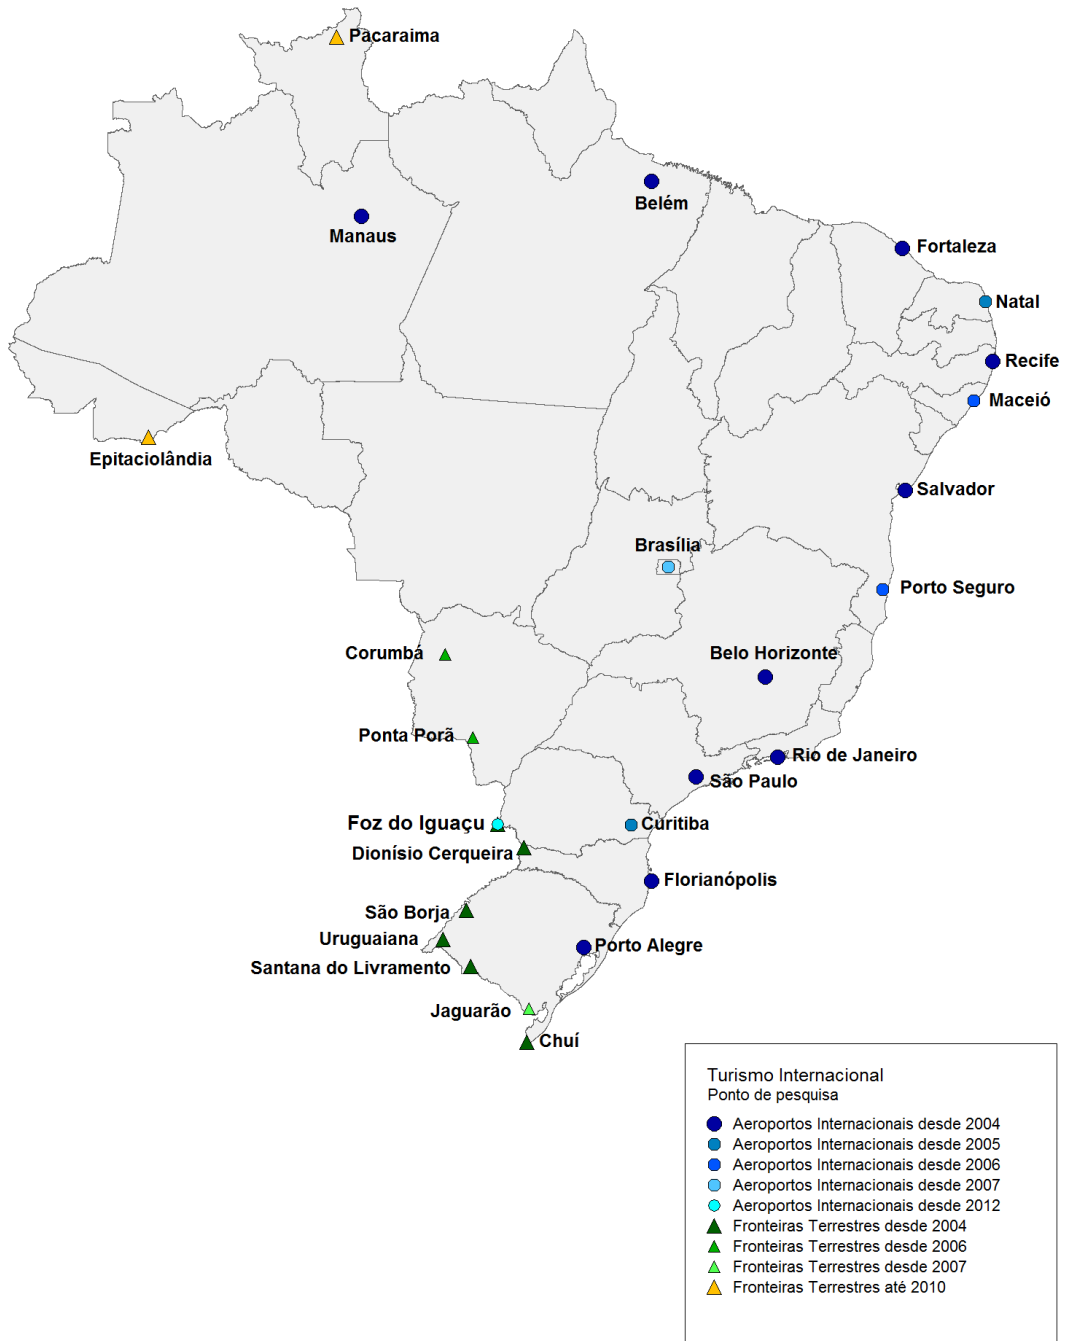 Pacaraima
Belém
Manaus
Fortaleza
Natal
Recife
Maceió
Epitaciolândia
Salvador
Brasília
Porto Seguro
Corumbá
Belo Horizonte
Ponta Porã
Rio de Janeiro
São Paulo
Foz do Iguaçu
Curitiba
Dionísio Cerqueira
Florianópolis
São Borja
Uruguaiana
Porto Alegre
Santana do Livramento
Jaguarão
Chuí
Turismo Internacional
Ponto de pesquisa
Aeroportos Internacionais desde 2004
Aeroportos Internacionais desde 2005
Aeroportos Internacionais desde 2006
Aeroportos Internacionais desde 2007
Aeroportos Internacionais desde 2012
Fronteiras Terrestres desde 2004
Fronteiras Terrestres desde 2006
Fronteiras Terrestres desde 2007
Fronteiras Terrestres até 2010